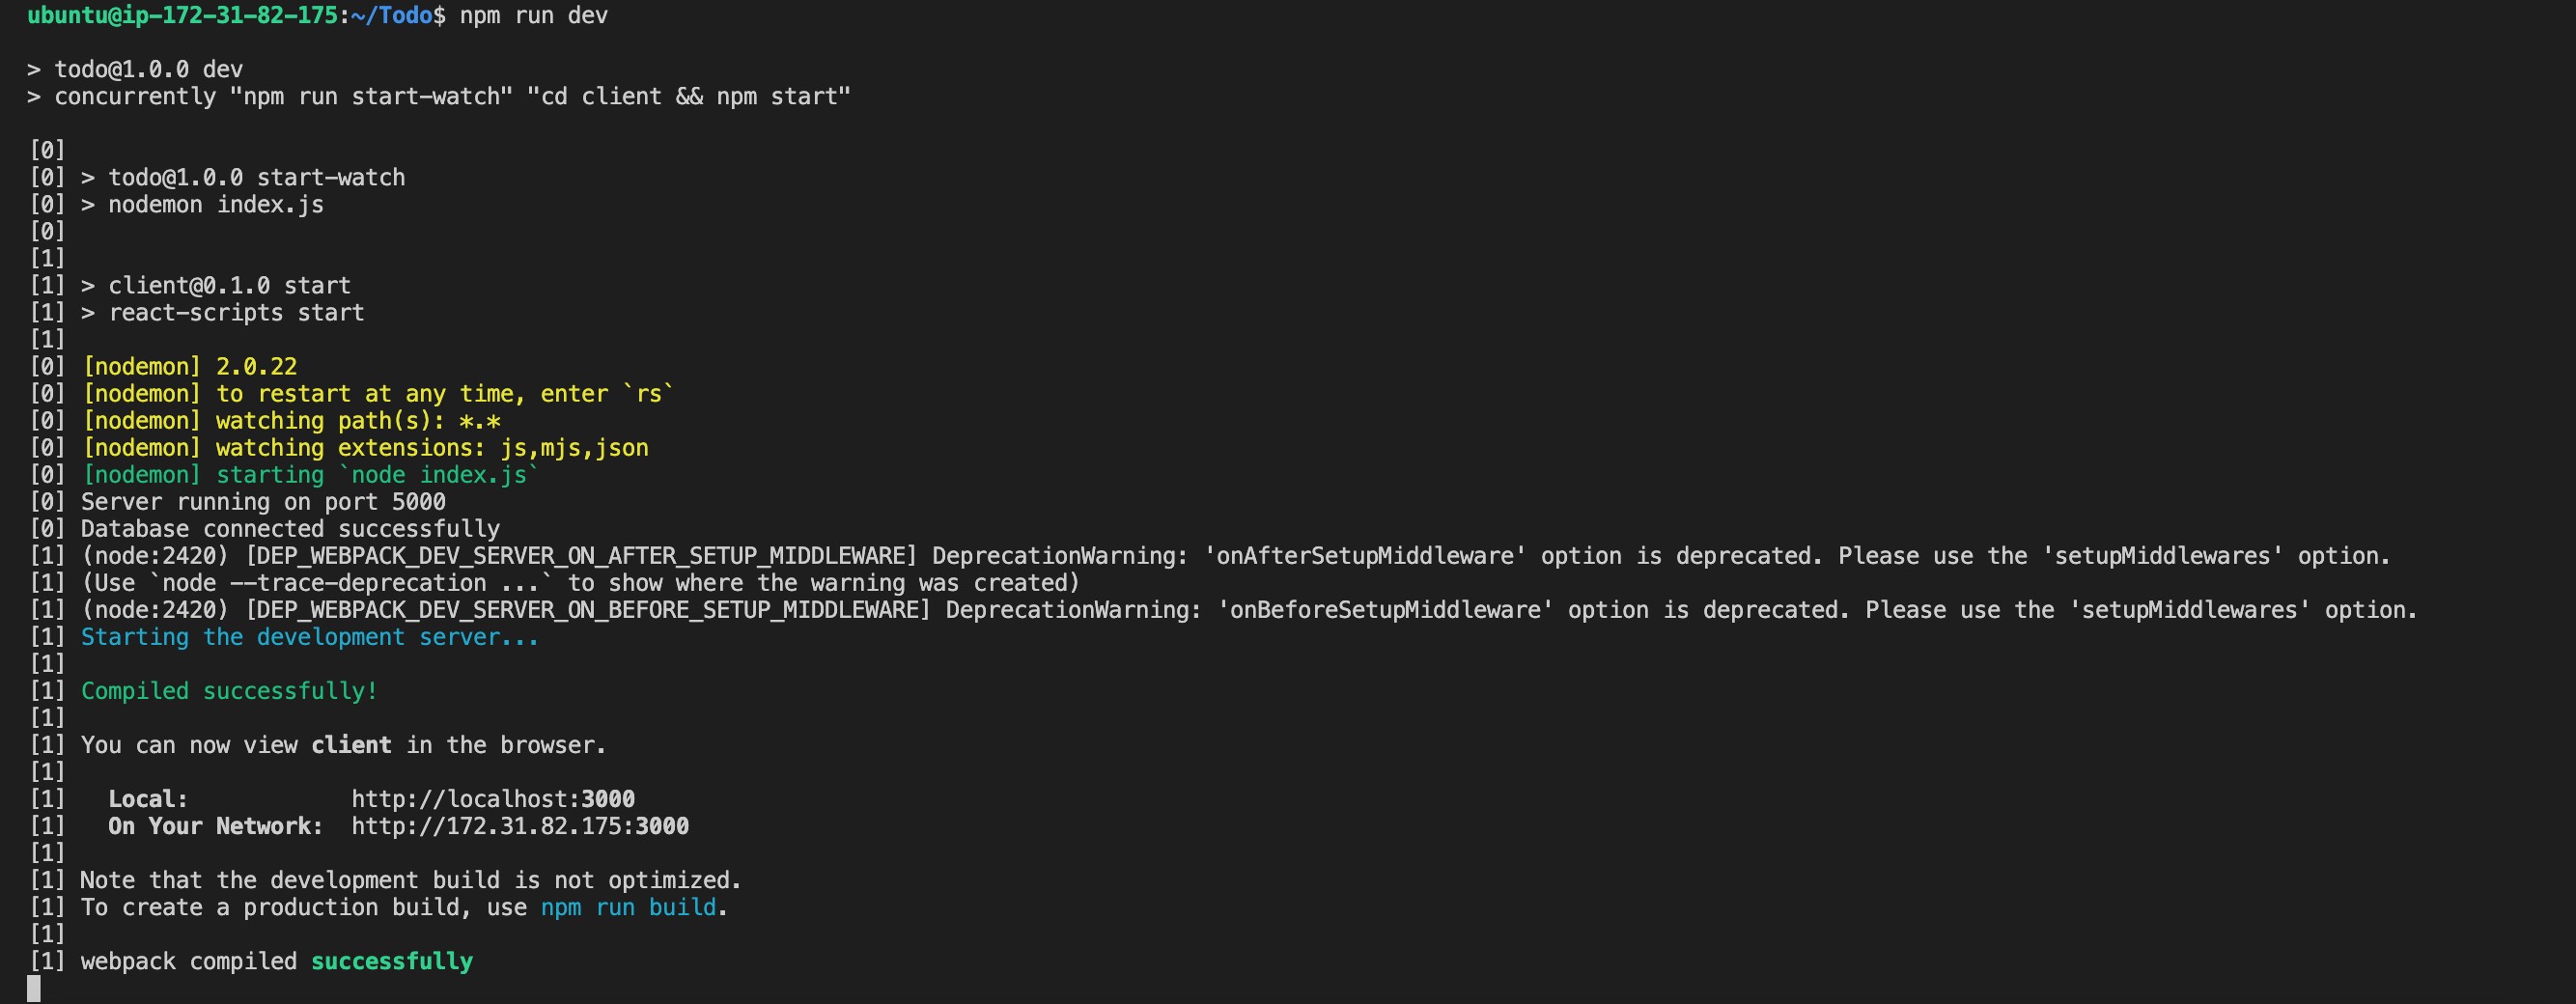 ubuntu@ip-172-31-82-175:~/Todo$ npm run dev
> todo@1.0.0 dev
> concurrently "npm run start-watch" "cd client && npm start"
[0]
[0] > todo@1.0.0 start-watch
[0] > nodemon index.js
[0]
[1]
[1] > client@0.1.0 start
[1] > react-scripts start
[1]
[0] [nodemon] 2.0.22
[0] [nodemon] to restart at any time, enter `rs`
[0] [nodemon] watching path(s): *.*
[0] [nodemon] watching extensions: js,mjs,json
[0] [nodemon] starting `node index.js`
[0] Server running on port 5000
[0] Database connected successfully
[1] (node:2420) [DEP_WEBPACK_DEV_SERVER_ON_AFTER_SETUP_MIDDLEWARE] DeprecationWarning: 'onAfterSetupMiddleware' option is deprecated. Please use the 'setupMiddlewares' option.
[1] (Use `node --trace-deprecation ...` to show where the warning was created)
[1] (node:2420) [DEP_WEBPACK_DEV_SERVER_ON_BEFORE_SETUP_MIDDLEWARE] DeprecationWarning: 'onBeforeSetupMiddleware' option is deprecated. Please use the 'setupMiddlewares' option.
[1] Starting the development server...
[1]
[1] Compiled successfully!
[1]
[1] You can now view client in the browser.
[1]
[1]   Local:            http://localhost:3000
[1]   On Your Network:  http://172.31.82.175:3000
[1]
[1] Note that the development build is not optimized.
[1] To create a production build, use npm run build.
[1]
[1] webpack compiled successfully